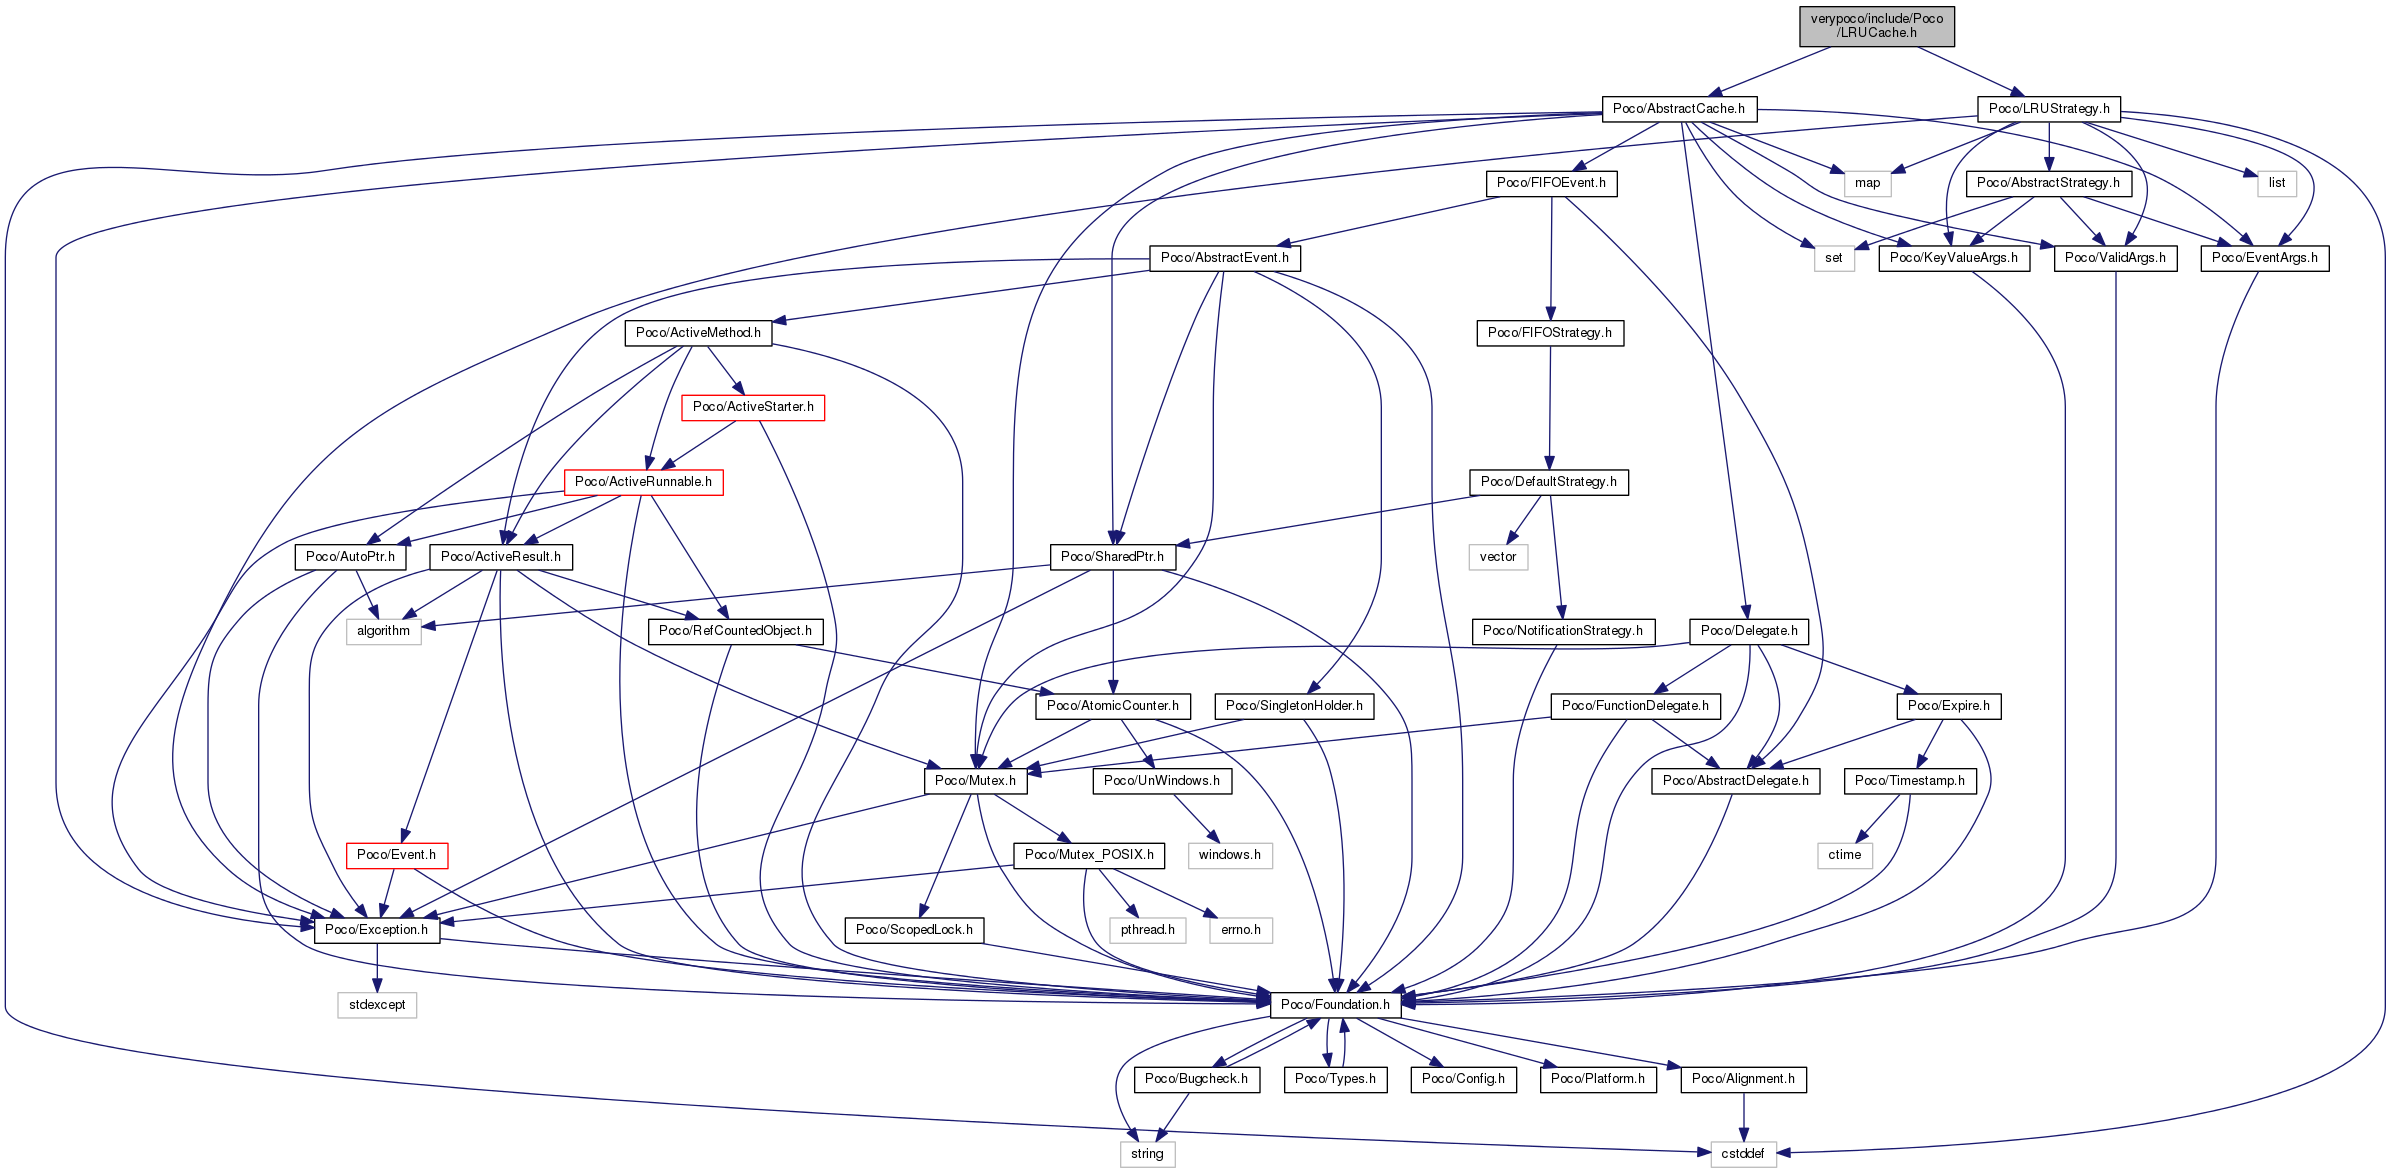 verypoco/include/Poco
/LRUCache.h
Poco/AbstractCache.h
Poco/LRUStrategy.h
Poco/FIFOEvent.h
map
Poco/AbstractStrategy.h
list
Poco/AbstractEvent.h
set
Poco/KeyValueArgs.h
Poco/ValidArgs.h
Poco/EventArgs.h
Poco/ActiveMethod.h
Poco/FIFOStrategy.h
Poco/ActiveStarter.h
Poco/ActiveRunnable.h
Poco/DefaultStrategy.h
Poco/AutoPtr.h
Poco/ActiveResult.h
Poco/SharedPtr.h
vector
algorithm
Poco/RefCountedObject.h
Poco/NotificationStrategy.h
Poco/Delegate.h
Poco/AtomicCounter.h
Poco/SingletonHolder.h
Poco/FunctionDelegate.h
Poco/Expire.h
Poco/Mutex.h
Poco/UnWindows.h
Poco/AbstractDelegate.h
Poco/Timestamp.h
Poco/Event.h
Poco/Mutex_POSIX.h
windows.h
ctime
Poco/Exception.h
Poco/ScopedLock.h
pthread.h
errno.h
stdexcept
Poco/Foundation.h
Poco/Bugcheck.h
Poco/Types.h
Poco/Config.h
Poco/Platform.h
Poco/Alignment.h
string
cstddef